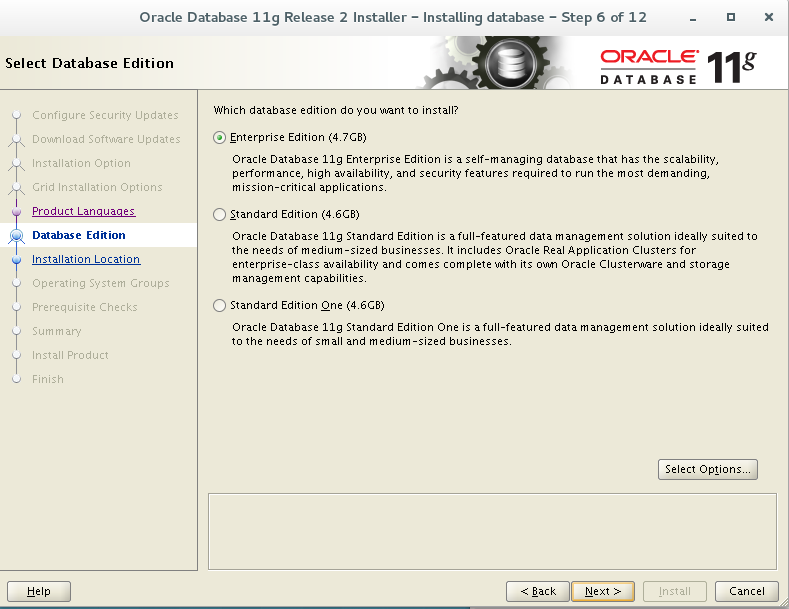 Oracle Database 11g Release 2 Installer - Installing database - Step 6 of 12
Select Database Edition
ORACLE
DATABASE
11g
Configure Security Updates
Download Software Updates
Installation Option
Grid Installation Options
Product Languages
Database Edition
Installation Location
Operating System Groups
Prerequisite Checks
Summary
Install Product
Finish
Which database edition do you want to install?
Enterprise Edition (4.7GB)
Oracle Database 11g Enterprise Edition is a self-managing database that has the scalability,
performance, high availability, and security features required to run the most demanding,
mission-critical applications.
Standard Edition (4.6GB)
Oracle Database 11g Standard Edition is a full-featured data management solution ideally suited to
the needs of medium-sized businesses. It includes Oracle Real Application Clusters for
enterprise-class availability and comes complete with its own Oracle Clusterware and storage
management capabilities.
Standard Edition One (4.6GB)
Oracle Database 11g Standard Edition One is a full-featured data management solution ideally suited
to the needs of small and medium-sized businesses.
Select Options...
Help
< Back
Next >
Install
Cancel